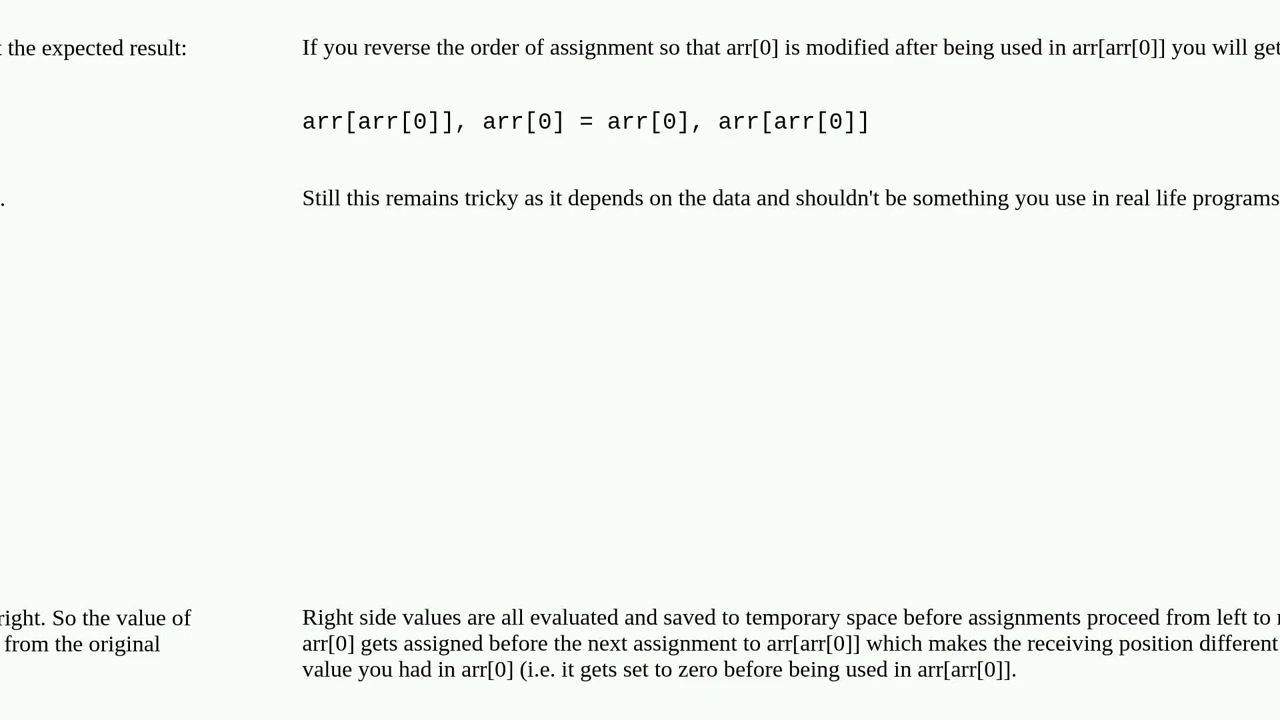 t the expected result:
If you reverse the order of assignment so that arr[0] is modified after being used in arr[arr[0]] you will get
arr[arr[0]], arr[0] = arr[0], arr[arr[0]]
.
Still this remains tricky as it depends on the data and shouldn't be something you use in real life programs
right. So the value of
from the original
Right side values are all evaluated and saved to temporary space before assignments proceed from left to r
arr[0] gets assigned before the next assignment to arr[arr[0]] which makes the receiving position different
value you had in arr[0] (i.e. it gets set to zero before being used in arr[arr[0]].